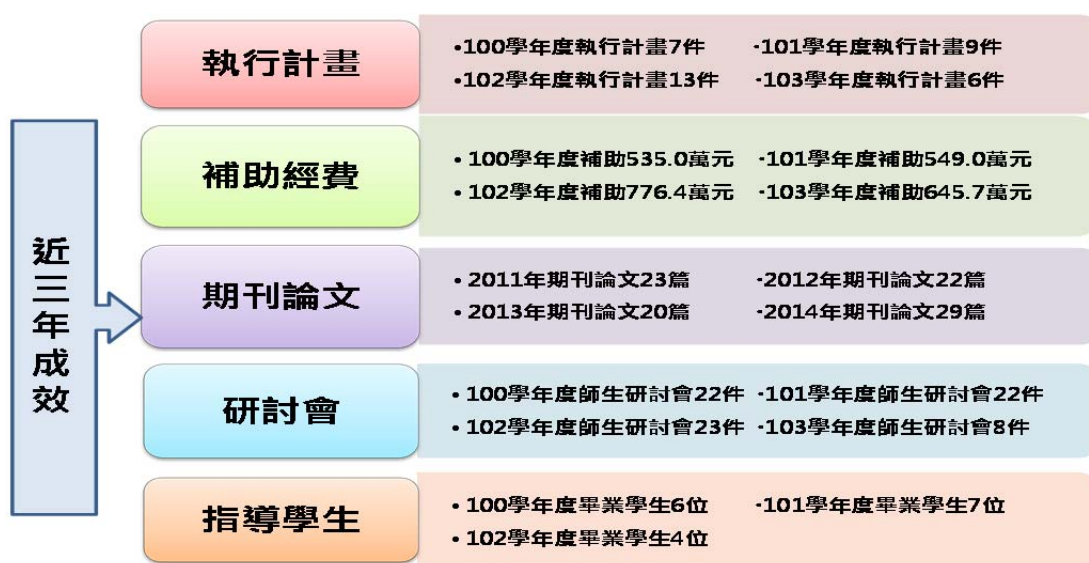 近三年成效
執行計畫
•100學年度執行計畫7件 ‧101學年度執行計畫9件
•102學年度執行計畫13件 ‧103學年度執行計畫6件
補助經費
•100學年度補助535.0萬元 ‧101學年度補助549.0萬元
•102學年度補助776.4萬元 ‧103學年度補助645.7萬元
期刊論文
•2011年期刊論文23篇 ‧2012年期刊論文22篇
•2013年期刊論文20篇 ‧2014年期刊論文29篇
研討會
•100學年度師生研討會22件 ‧101學年度師生研討會22件
•102學年度師生研討會23件 ‧103學年度師生研討會8件
指導學生
•100學年度畢業學生6位 ‧101學年度畢業學生7位
•102學年度畢業學生4位